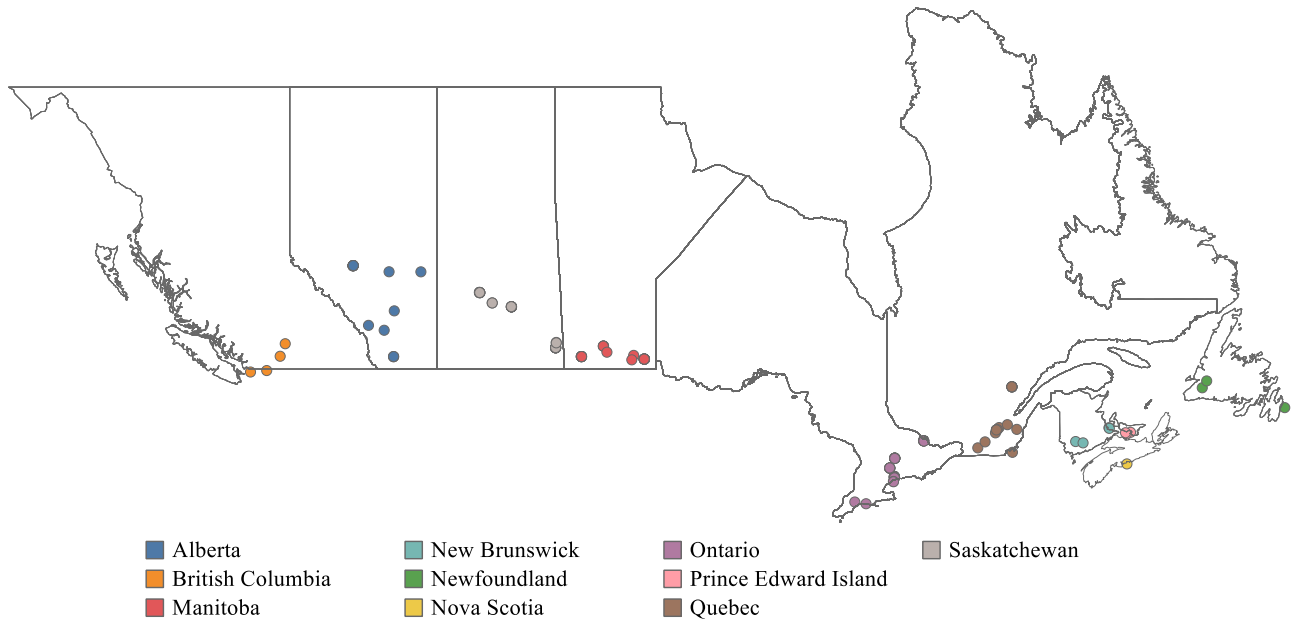 Alberta
British Columbia
Manitoba
New Brunswick
Newfoundland
Nova Scotia
Ontario
Prince Edward Island
Quebec
Saskatchewan